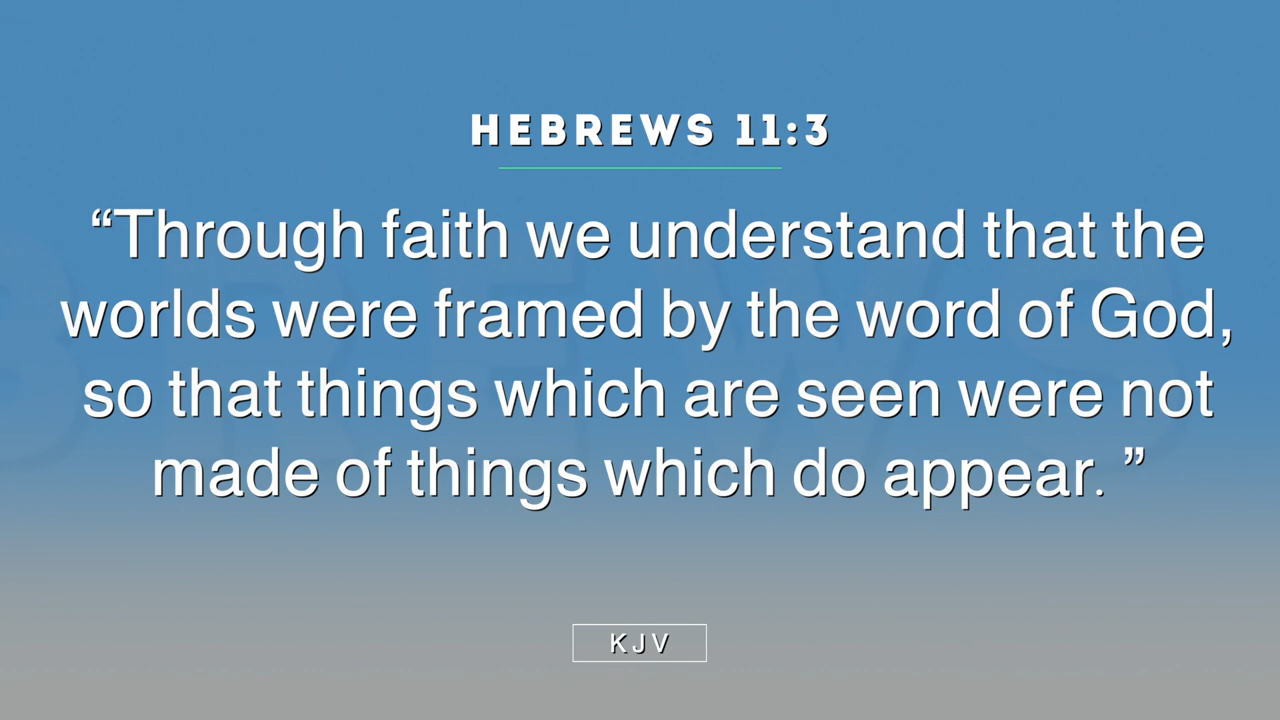 HEBREWS 11:3
“Through faith we understand that the
worlds were framed by the word of God,
so that things which are seen were not
made of things which do appear. ”
KJV